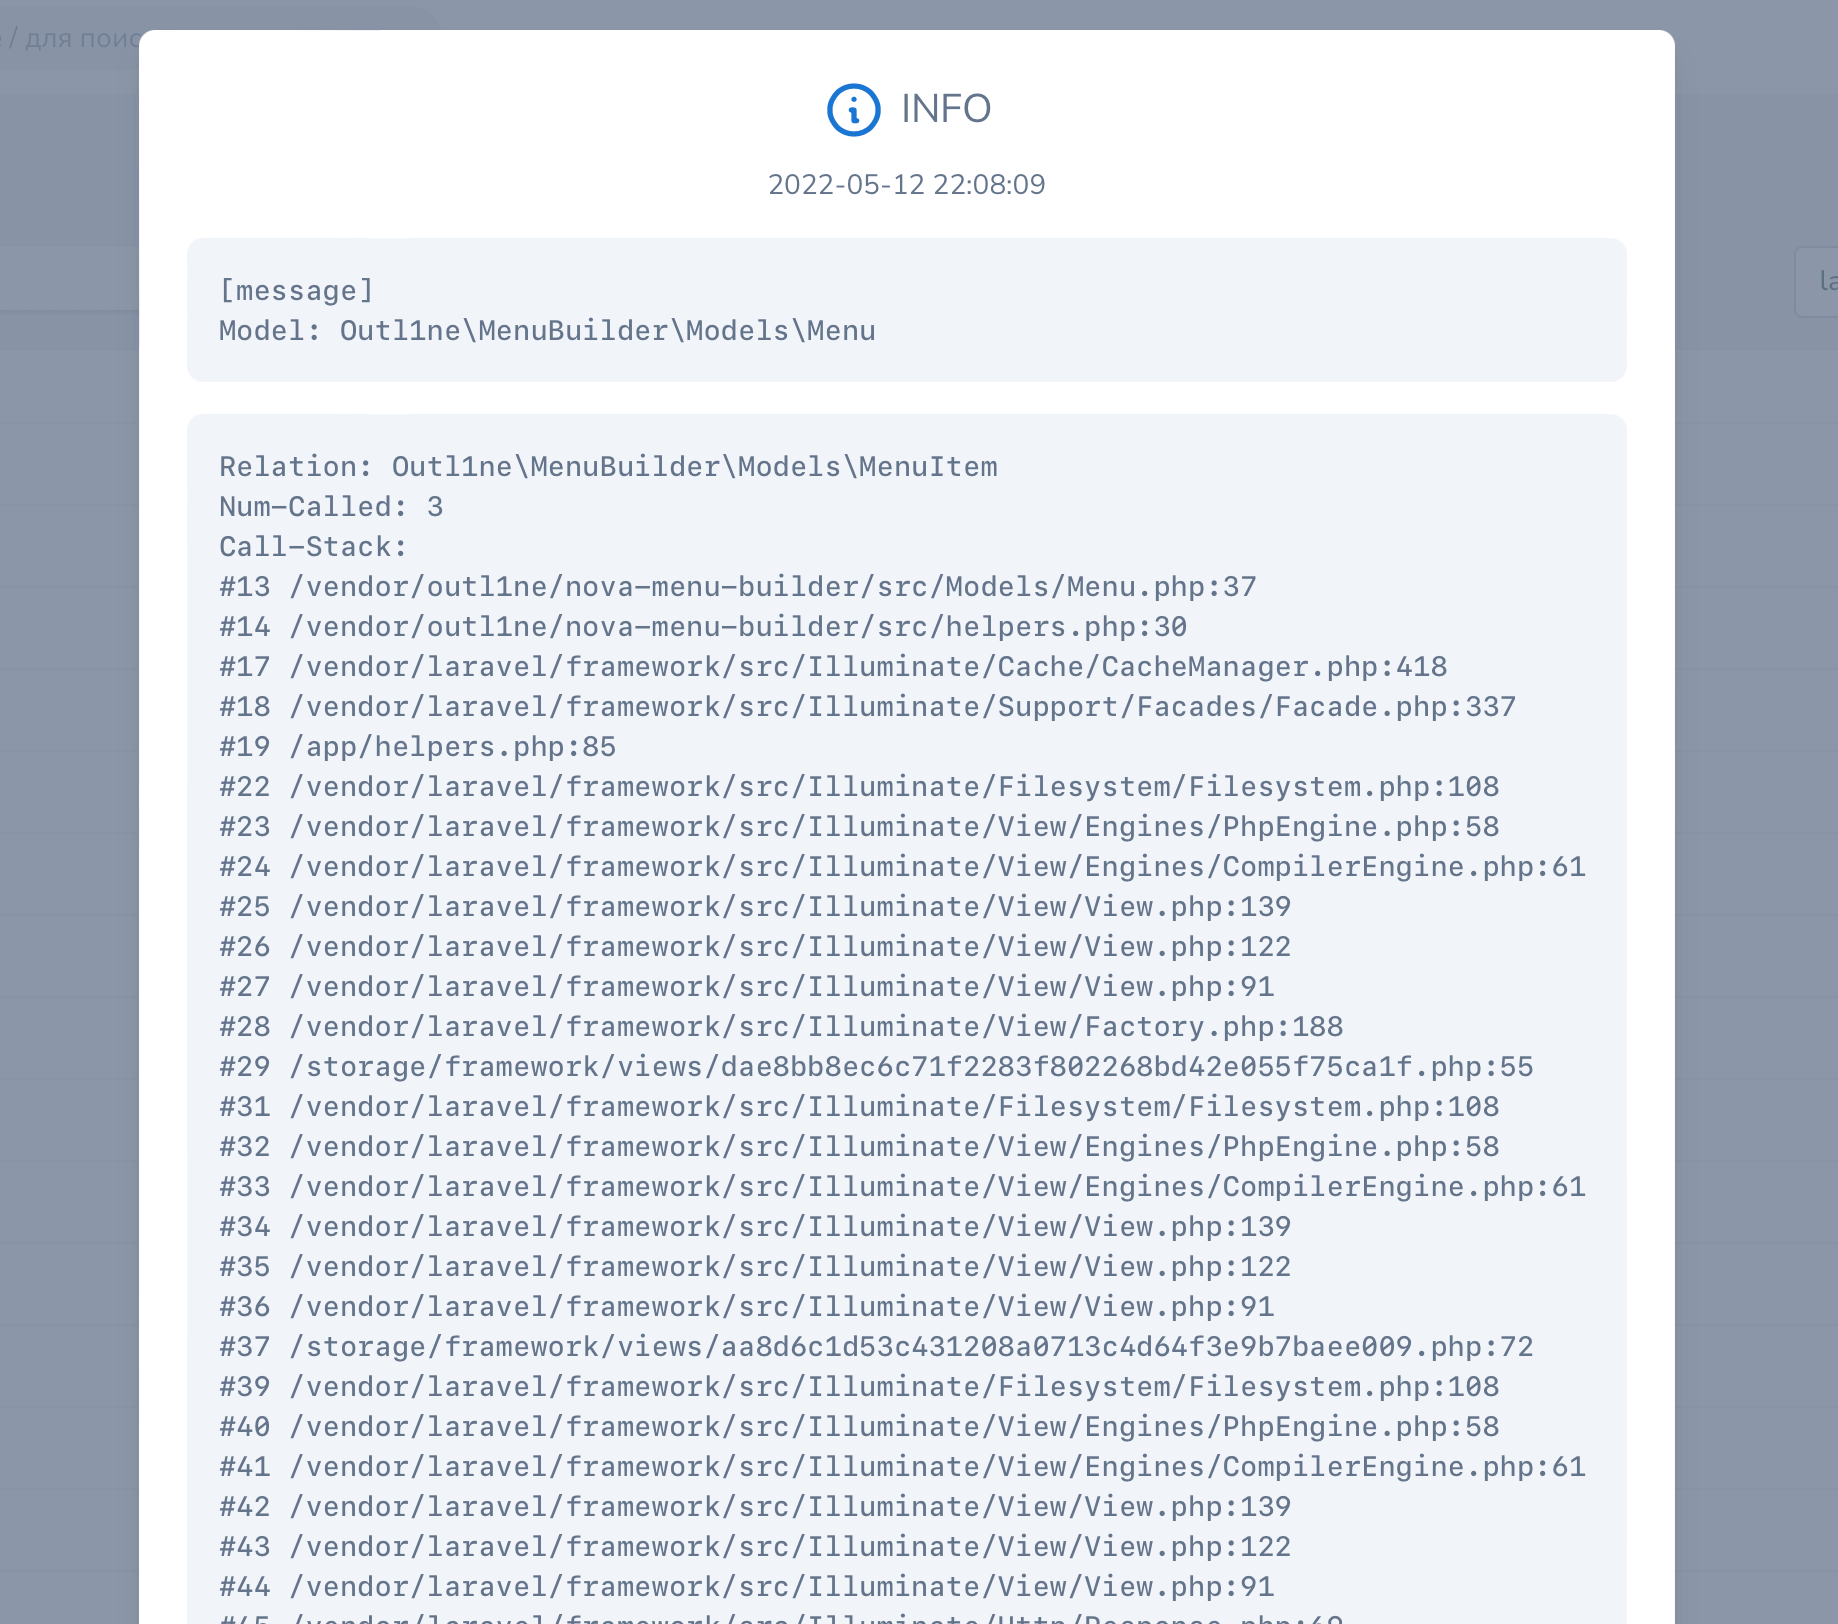 / для поис
INFO
2022-05-12 22:08:09
la
[message]
Model: Outl1ne\MenuBuilder\Models\Menu
Relation: Outl1ne\MenuBuilder\Models\MenuItem
Num-Called: 3
Call-Stack:
#13 /vendor/outl1ne/nova-menu-builder/src/Models/Menu.php:37
#14 /vendor/outl1ne/nova-menu-builder/src/helpers.php:30
#17 /vendor/laravel/framework/src/Illuminate/Cache/CacheManager.php:418
#18 /vendor/laravel/framework/src/Illuminate/Support/Facades/Facade.php:337
#19 /app/helpers.php:85
#22 /vendor/laravel/framework/src/Illuminate/Filesystem/Filesystem.php:108
#23 /vendor/laravel/framework/src/Illuminate/View/Engines/PhpEngine.php:58
#24 /vendor/laravel/framework/src/Illuminate/View/Engines/CompilerEngine.php:61
#25 /vendor/laravel/framework/src/Illuminate/View/View.php:139
#26 /vendor/laravel/framework/src/Illuminate/View/View.php:122
#27 /vendor/laravel/framework/src/Illuminate/View/View.php:91
#28 /vendor/laravel/framework/src/Illuminate/View/Factory.php:188
#29 /storage/framework/views/dae8bb8ec6c71f2283f802268bd42e055f75ca1f.php:55
#31 /vendor/laravel/framework/src/Illuminate/Filesystem/Filesystem.php:108
#32 /vendor/laravel/framework/src/Illuminate/View/Engines/PhpEngine.php:58
#33 /vendor/laravel/framework/src/Illuminate/View/Engines/CompilerEngine.php:61
#34 /vendor/laravel/framework/src/Illuminate/View/View.php:139
#35 /vendor/laravel/framework/src/Illuminate/View/View.php:122
#36 /vendor/laravel/framework/src/Illuminate/View/View.php:91
#37 /storage/framework/views/aa8d6c1d53c431208a0713c4d64f3e9b7baee009.php:72
#39 /vendor/laravel/framework/src/Illuminate/Filesystem/Filesystem.php:108
#40 /vendor/laravel/framework/src/Illuminate/View/Engines/PhpEngine.php:58
#41 /vendor/laravel/framework/src/Illuminate/View/Engines/CompilerEngine.php:61
#42 /vendor/laravel/framework/src/Illuminate/View/View.php:139
#43 /vendor/laravel/framework/src/Illuminate/View/View.php:122
#44 /vendor/laravel/framework/src/Illuminate/View/View.php:91